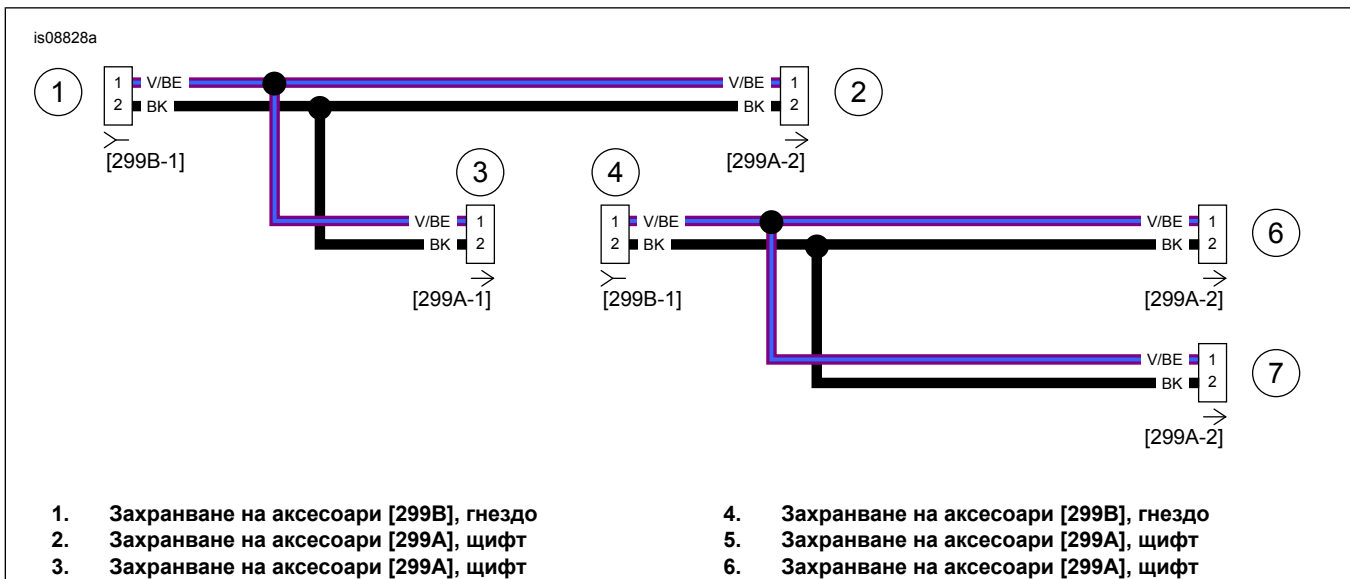 is08828a
1
1 V/BE V/BE 1
2 BK BK 2
2
[299B-1]
[299A-2]
3
4
V/BE 1
BK 2
[299A-1]
1 V/BE V/BE 1
2 BK BK 2
6
[299B-1]
[299A-2]
V/BE 1
BK 2
7
[299A-2]
1. Захранване на аксесоари [299B], гнездо
2. Захранване на аксесоари [299A], щифт
3. Захранване на аксесоари [299A], щифт
4. Захранване на аксесоари [299B], гнездо
5. Захранване на аксесоари [299A], щифт
6. Захранване на аксесоари [299A], щифт